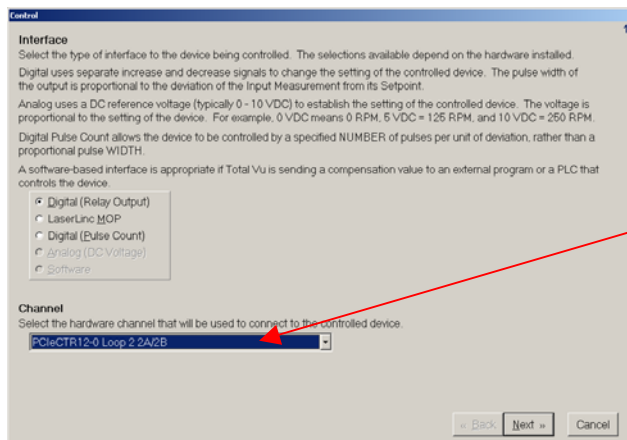 Control
Interface
Select the type of interface to the device being controlled. The selections available depend on the hardware installed.
Digital uses separate increase and decrease signals to change the setting of the controlled device. The pulse width of
the output is proportional to the deviation of the Input Measurement from its Setpoint.
Analog uses a DC reference voltage (typically 0 - 10 VDC) to establish the setting of the controlled device. The voltage is
proportional to the setting of the device. For example, 0 VDC means 0 RPM, 5 VDC = 125 RPM, and 10 VDC = 250 RPM.
Digital Pulse Count allows the device to be controlled by a specified NUMBER of pulses per unit of deviation, rather than a
proportional pulse WIDTH.
A software-based interface is appropriate if Total Vu is sending a compensation value to an external program or a PLC that
controls the device.
Digital (Relay Output)
LaserLinc MOP
Digital (Pulse Count)
Analog (DC Voltage)
Software
Channel
Select the hardware channel that will be used to connect to the controlled device.
PCIeCTR12-0 Loop 2 2A/2B
« Back Next » Cancel